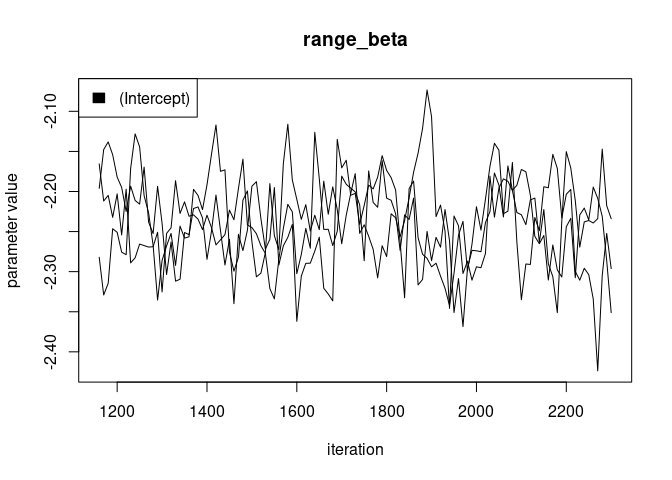 range_beta
(Intercept)
parameter value
-2.10
-2.20
-2.30
-2.40
1200 1400 1600 1800 2000 2200
iteration